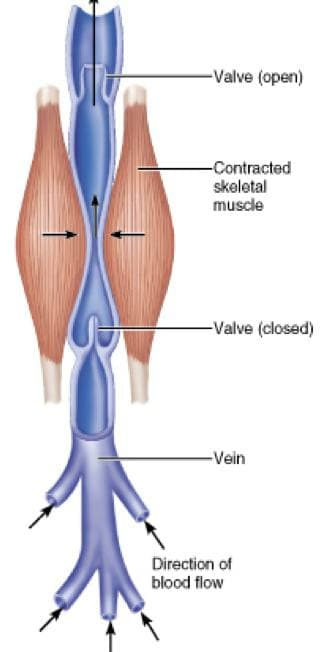 Valve (open)
Contracted
skeletal
muscle
Valve (closed)
Vein
Direction of
blood flow